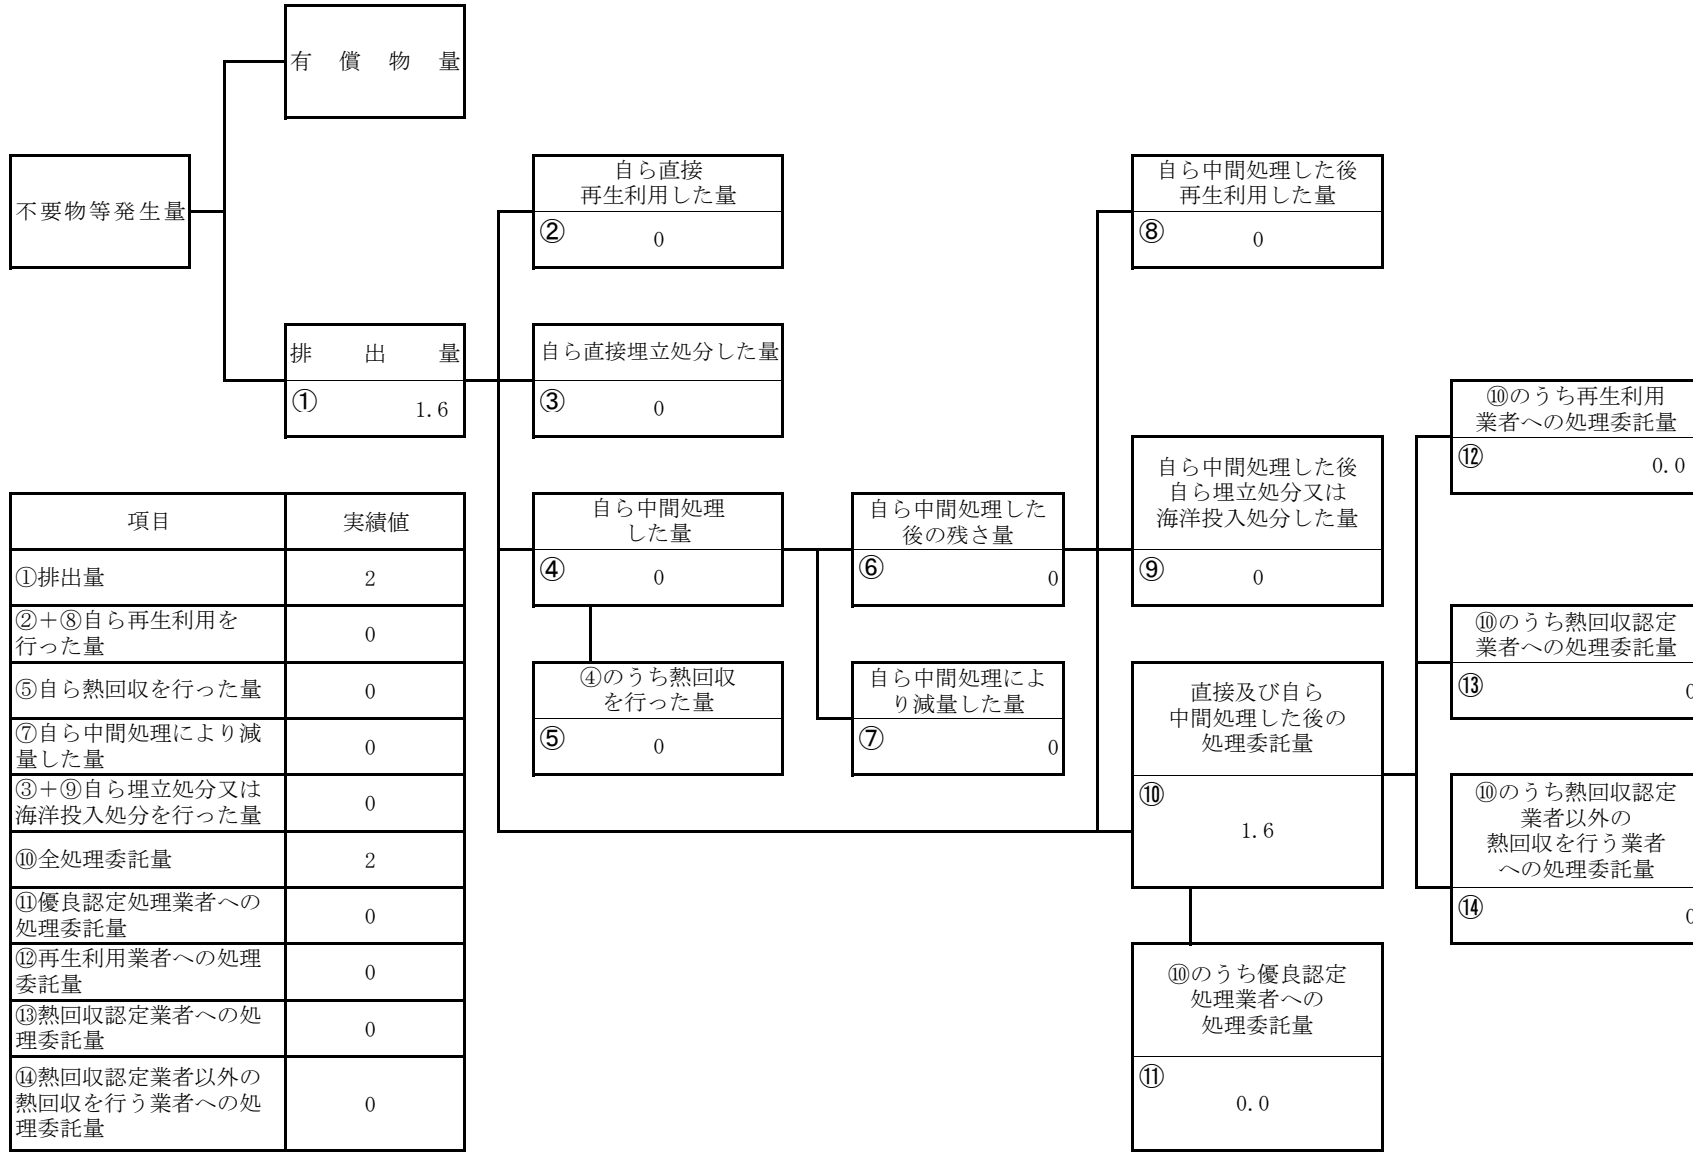 有償物量
不要物等発生量
排出量
①
1.6
自ら直接
再生利用した量
②
0
自ら直接埋立処分した量
③
0
自ら中間処理
した量
④
0
④のうち熱回収
を行った量
⑤
0
自ら中間処理した
後の残さ量
⑥
0
自ら中間処理によ
り減量した量
⑦
0
自ら中間処理した後
再生利用した量
⑧
0
自ら中間処理した後
自ら埋立処分又は
海洋投入処分した量
⑨
0
直接及び自ら
中間処理した後の
処理委託量
⑩
1.6
⑩のうち優良認定
処理業者への
処理委託量
⑪
0.0
⑩のうち再生利用
業者への処理委託量
⑫
0.0
⑩のうち熱回収認定
業者への処理委託量
⑬
0
⑩のうち熱回収認定
業者以外の
熱回収を行う業者
への処理委託量
⑭
0
項目 実績値
①排出量 2
②+⑧自ら再生利用を
行った量 0
⑤自ら熱回収を行った量 0
⑦自ら中間処理により減
量した量 0
③+⑨自ら埋立処分又は
海洋投入処分を行った量 0
⑩全処理委託量 2
⑪優良認定処理業者への
処理委託量 0
⑫再生利用業者への処理
委託量 0
⑬熱回収認定業者への処
理委託量 0
⑭熱回収認定業者以外の
熱回収を行う業者への処
理委託量 0